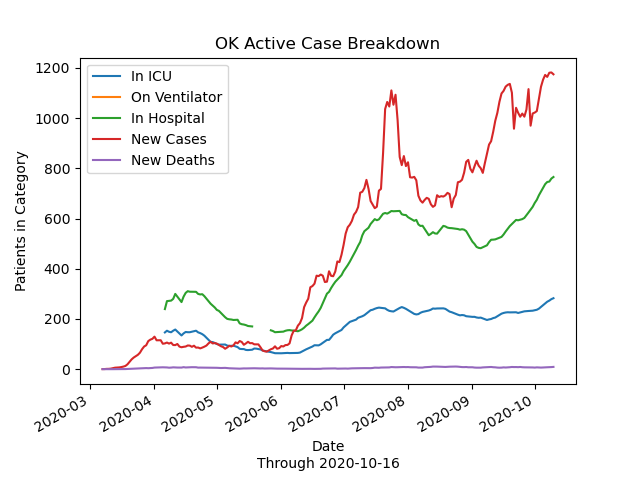 OK Active Case Breakdown
In ICU
On Ventilator
In Hospital
New Cases
New Deaths
Patients in Category
1200
1000
800
600
400
200
0
2020-03
2020-04
2020-05
2020-06
2020-07
2020-08
2020-09
2020-10
Date
Through 2020-10-16